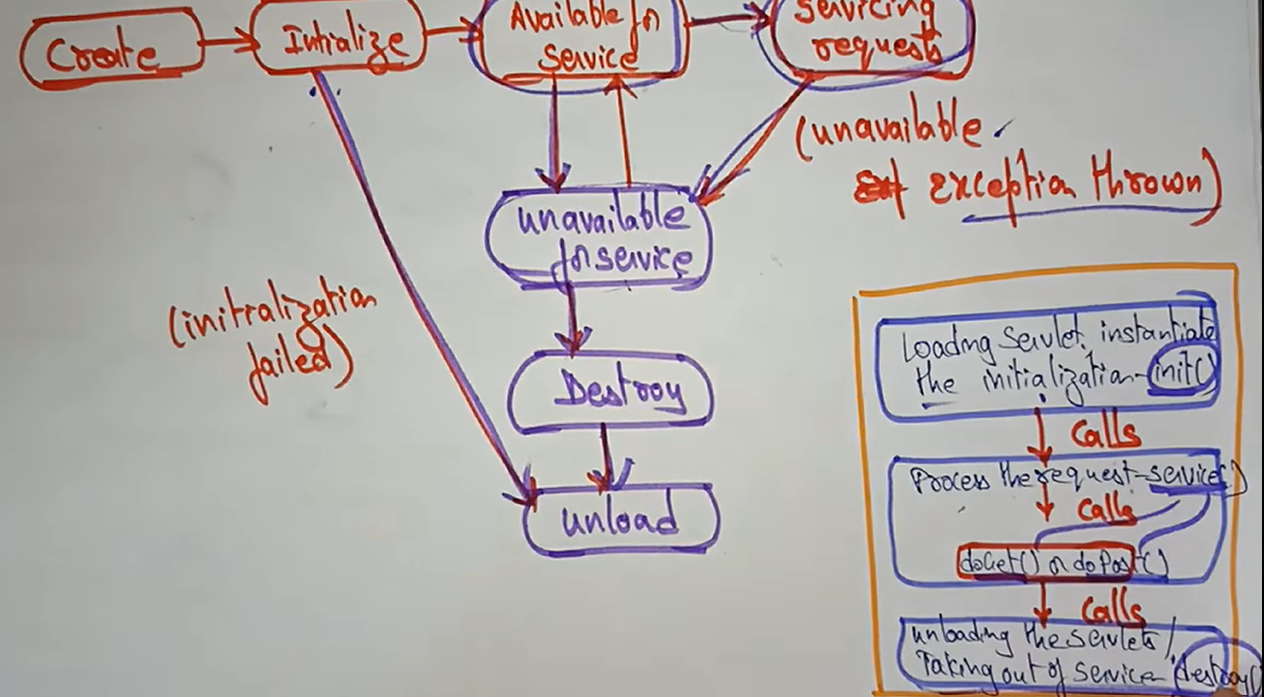 Create
Intialize
Available for
Service
Servicing
requests
(unavailable
exception thrown)
unavailable
for service
(initralization
failed)
Destroy
unload
Loading Servlet, instantiate
the initialization - init()
Calls
Process the request - service()
Calls
doGet() or doPost()
Calls
unloading the servlets /
Taking out of service - destroy()